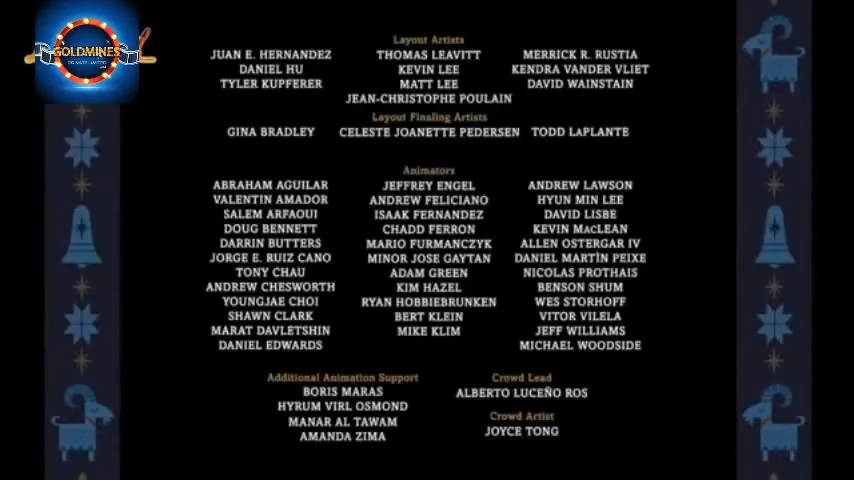 GOLDMINES
Layout Artists
JUAN E. HERNANDEZ THOMAS LEAVITT MERRICK R. RUSTIA
DANIEL HU KEVIN LEE KENDRA VANDER VLIET
TYLER KUPFERER MATT LEE DAVID WAINSTAIN
JEAN-CHRISTOPHE POULAIN
Layout Finaling Artists
GINA BRADLEY CELESTE JOANETTE PEDERSEN TODD LAPLANTE
Animators
ABRAHAM AGUILAR JEFFREY ENGEL ANDREW LAWSON
VALENTIN AMADOR ANDREW FELICIANO HYUN MIN LEE
SALEM ARFAOUI ISAAK FERNANDEZ DAVID LISBE
DOUG BENNETT CHADD FERRON KEVIN MACLEAN
DARRIN BUTTERS MARIO FURMANCZYK ALLEN OSTERGAR IV
JORGE E. RUIZ CANO MINOR JOSE GAYTAN DANIEL MARTÌN PEIXE
TONY CHAU ADAM GREEN NICOLAS PROTHAIS
ANDREW CHESWORTH KIM HAZEL BENSON SHUM
YOUNGJAE CHOI RYAN HOBBIEBRUNKEN WES STORHOFF
SHAWN CLARK BERT KLEIN VITOR VILELA
MARAT DAVLETSHIN MIKE KLIM JEFF WILLIAMS
DANIEL EDWARDS MICHAEL WOODSIDE
Additional Animation Support
BORIS MARAS
HYRUM VIRL OSMOND
MANAR AL TAWAM
AMANDA ZIMA
Crowd Lead
ALBERTO LUCEÑO ROS
Crowd Artist
JOYCE TONG